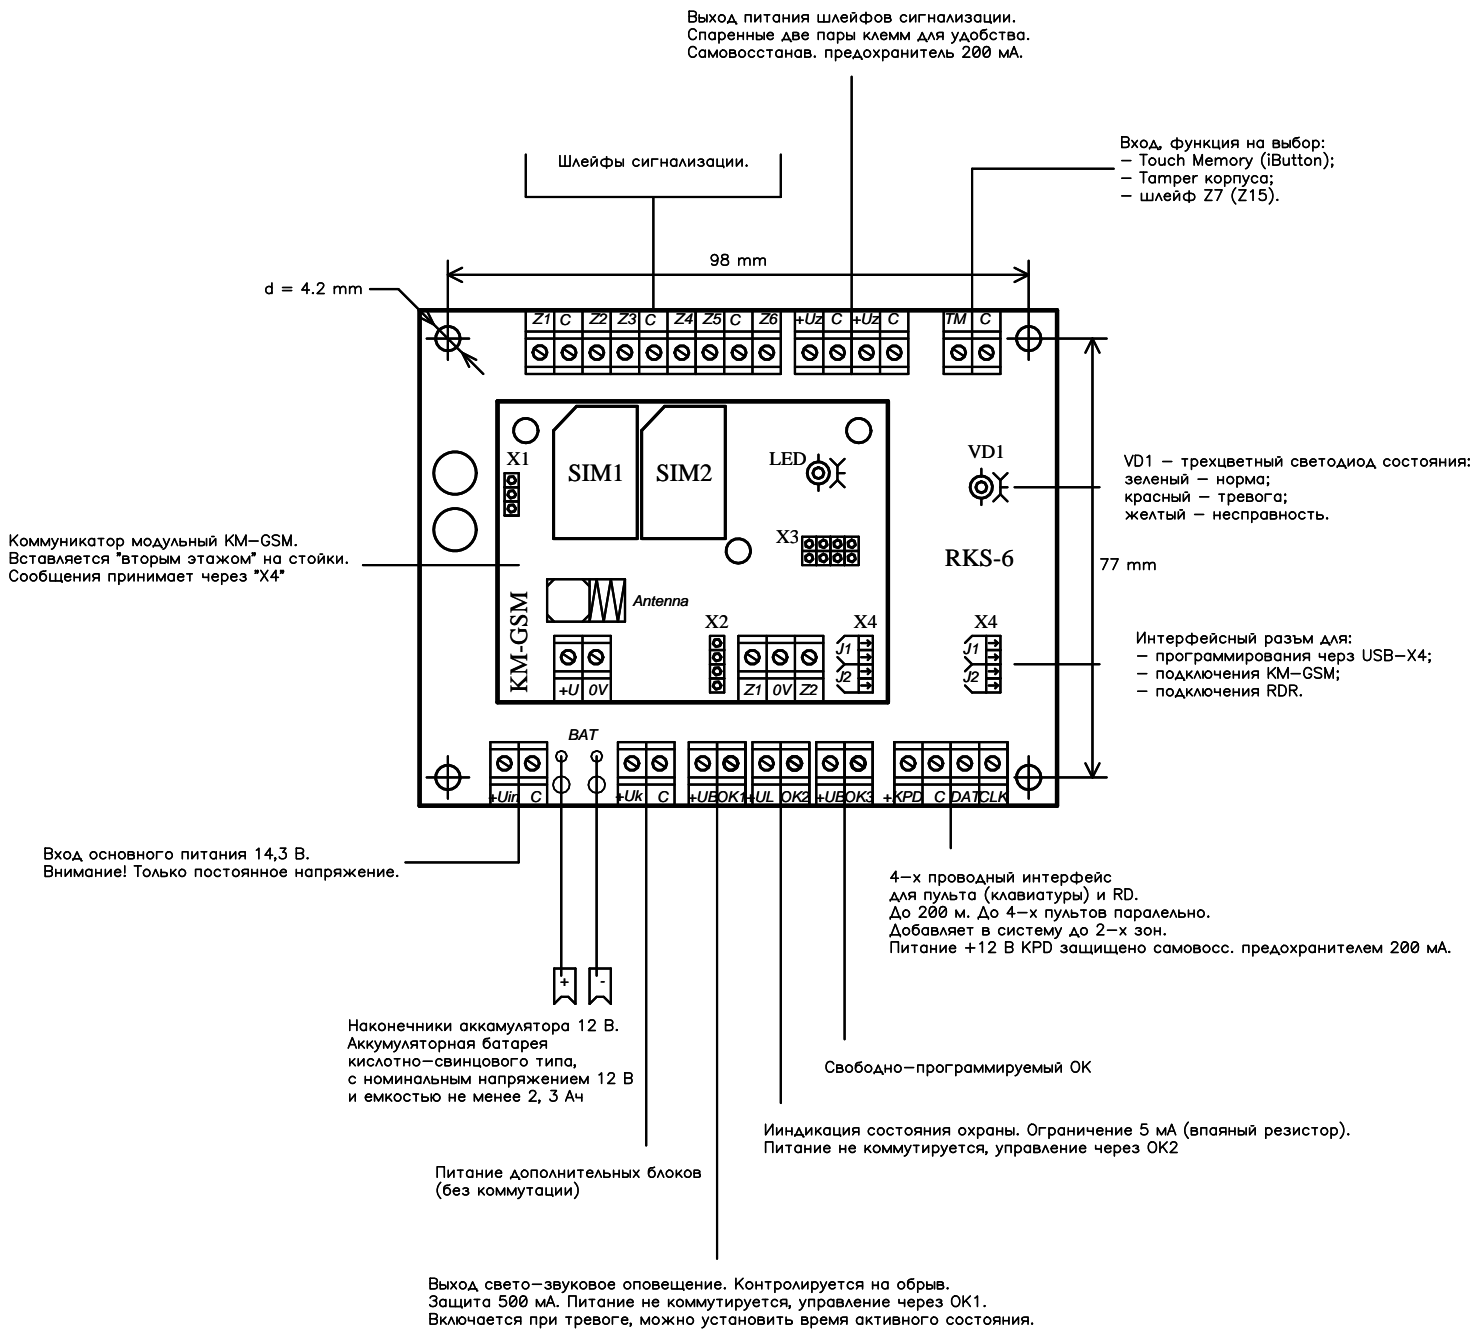 Выход питания шлейфов сигнализации.
Спаренные две пары клемм для удобства.
Самовосстанав. предохранитель 200 мА.
Шлейфы сигнализации.
Вход, функция на выбор:
– Touch Memory (iButton);
– Tamper корпуса;
– шлейф Z7 (Z15).
98 mm
d = 4.2 mm
Z1 C Z2 Z3 C Z4 Z5 C Z6 +Uz C +Uz C TM C
SIM1 SIM2
LED
VD1
X1
VD1 – трехцветный светодиод состояния:
зеленый – норма;
красный – тревога;
желтый – несправность.
Коммуникатор модульный KM–GSM.
Вставляется "вторым этажом" на стойки.
Сообщения принимает через "X4"
X3
RKS-6
77 mm
Antenna
KM-GSM
X2
X4
J1
J2
X4
J1
J2
+U 0V
Z1 0V Z2
Интерфейсный разъм для:
– программирования черз USB–X4;
– подключения KM–GSM;
– подключения RDR.
BAT
+Uin C +Uk C +UB OK1 +UL OK2 +UB OK3 +KPD C DAT CLK
Вход основного питания 14,3 В.
Внимание! Только постоянное напряжение.
4–х проводный интерфейс
для пульта (клавиатуры) и RD.
До 200 м. До 4–х пультов паралельно.
Добавляет в систему до 2–х зон.
Питание +12 В KPD защищено самовосс. предохранителем 200 мА.
+ -
Наконечники аккамулятора 12 В.
Аккумуляторная батарея
кислотно–свинцового типа,
с номинальным напряжением 12 В
и емкостью не менее 2, 3 Ач
Свободно–программируемый ОК
Ииндикация состояния охраны. Ограничение 5 мА (впаяный резистор).
Питание не коммутируется, управление через ОК2
Питание дополнительных блоков
(без коммутации)
Выход свето–звуковое оповещение. Контролируется на обрыв.
Защита 500 мА. Питание не коммутируется, управление через ОК1.
Включается при тревоге, можно установить время активного состояния.